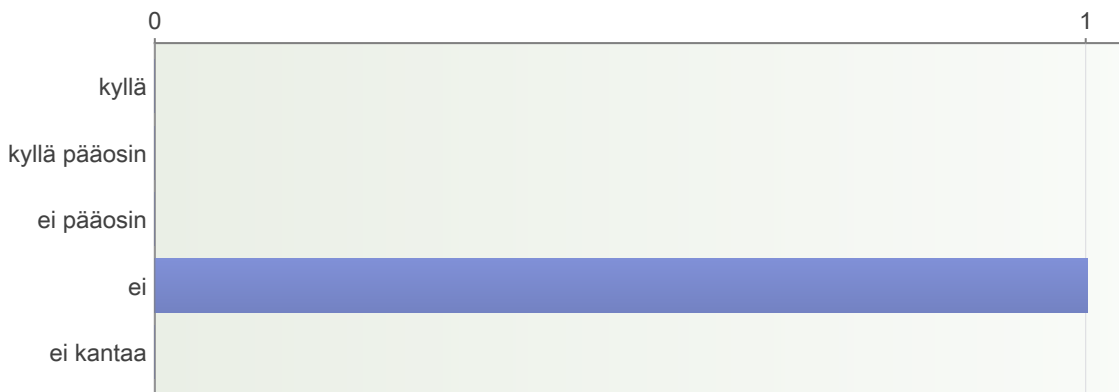 0 1
kyllä
kyllä pääosin
ei pääosin
ei
ei kantaa